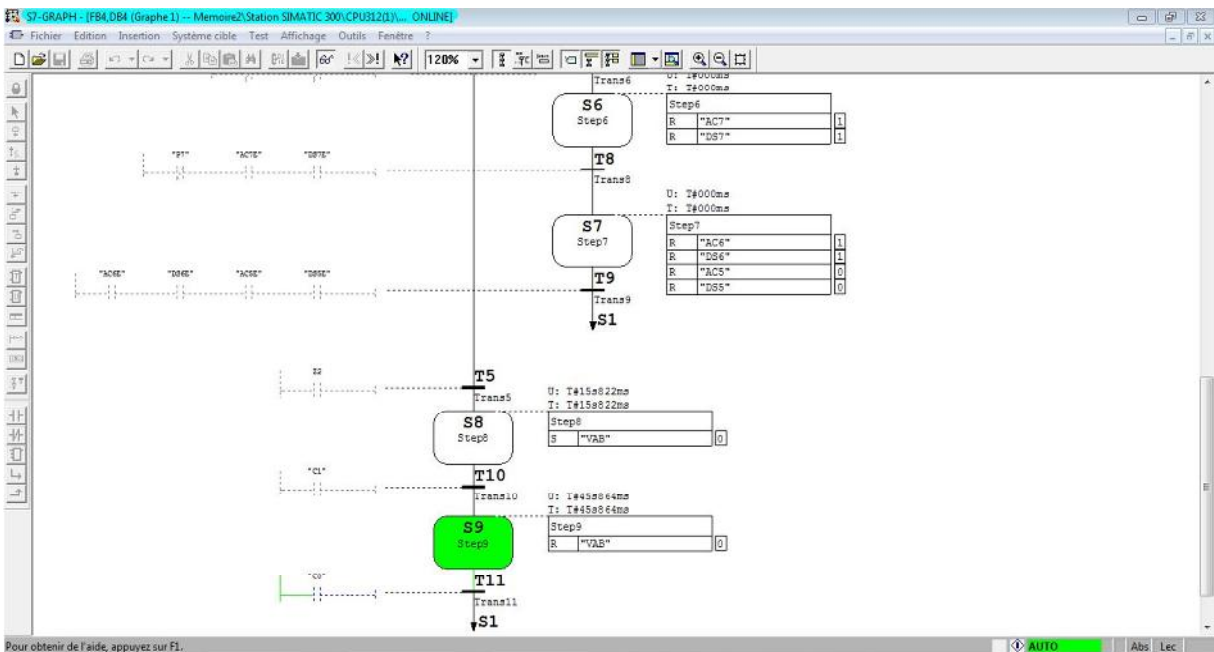 S7-GRAPH - [FB4,DB4 (Graphe 1) -- Memoire2\Station SIMATIC 300\CPU312(1)\... ONLINE]
Fichier Edition Insertion Système cible Test Affichage Outils Fenêtre ?
120%
Trans6
U: T#000ms
T: T#000ms
S6
Step6
Step6
R "AC7" 1
R "DS7" 1
"AC7E" "DS7E"
T8
Trans8
U: T#000ms
T: T#000ms
S7
Step7
Step7
R "AC6" 1
R "DS6" 1
R "AC5" 0
R "DS5" 0
"AC6E" "DS6E" "AC5E" "DS5E"
T9
Trans9
S1
T5
Trans5
U: T#15s822ms
T: T#15s822ms
S8
Step8
Step8
S "VAB" 0
"C1"
T10
Trans10
U: T#45s864ms
T: T#45s864ms
S9
Step9
Step9
R "VAB" 0
"C0"
T11
Trans11
S1
Pour obtenir de l'aide, appuyez sur F1. AUTO Abs Lec